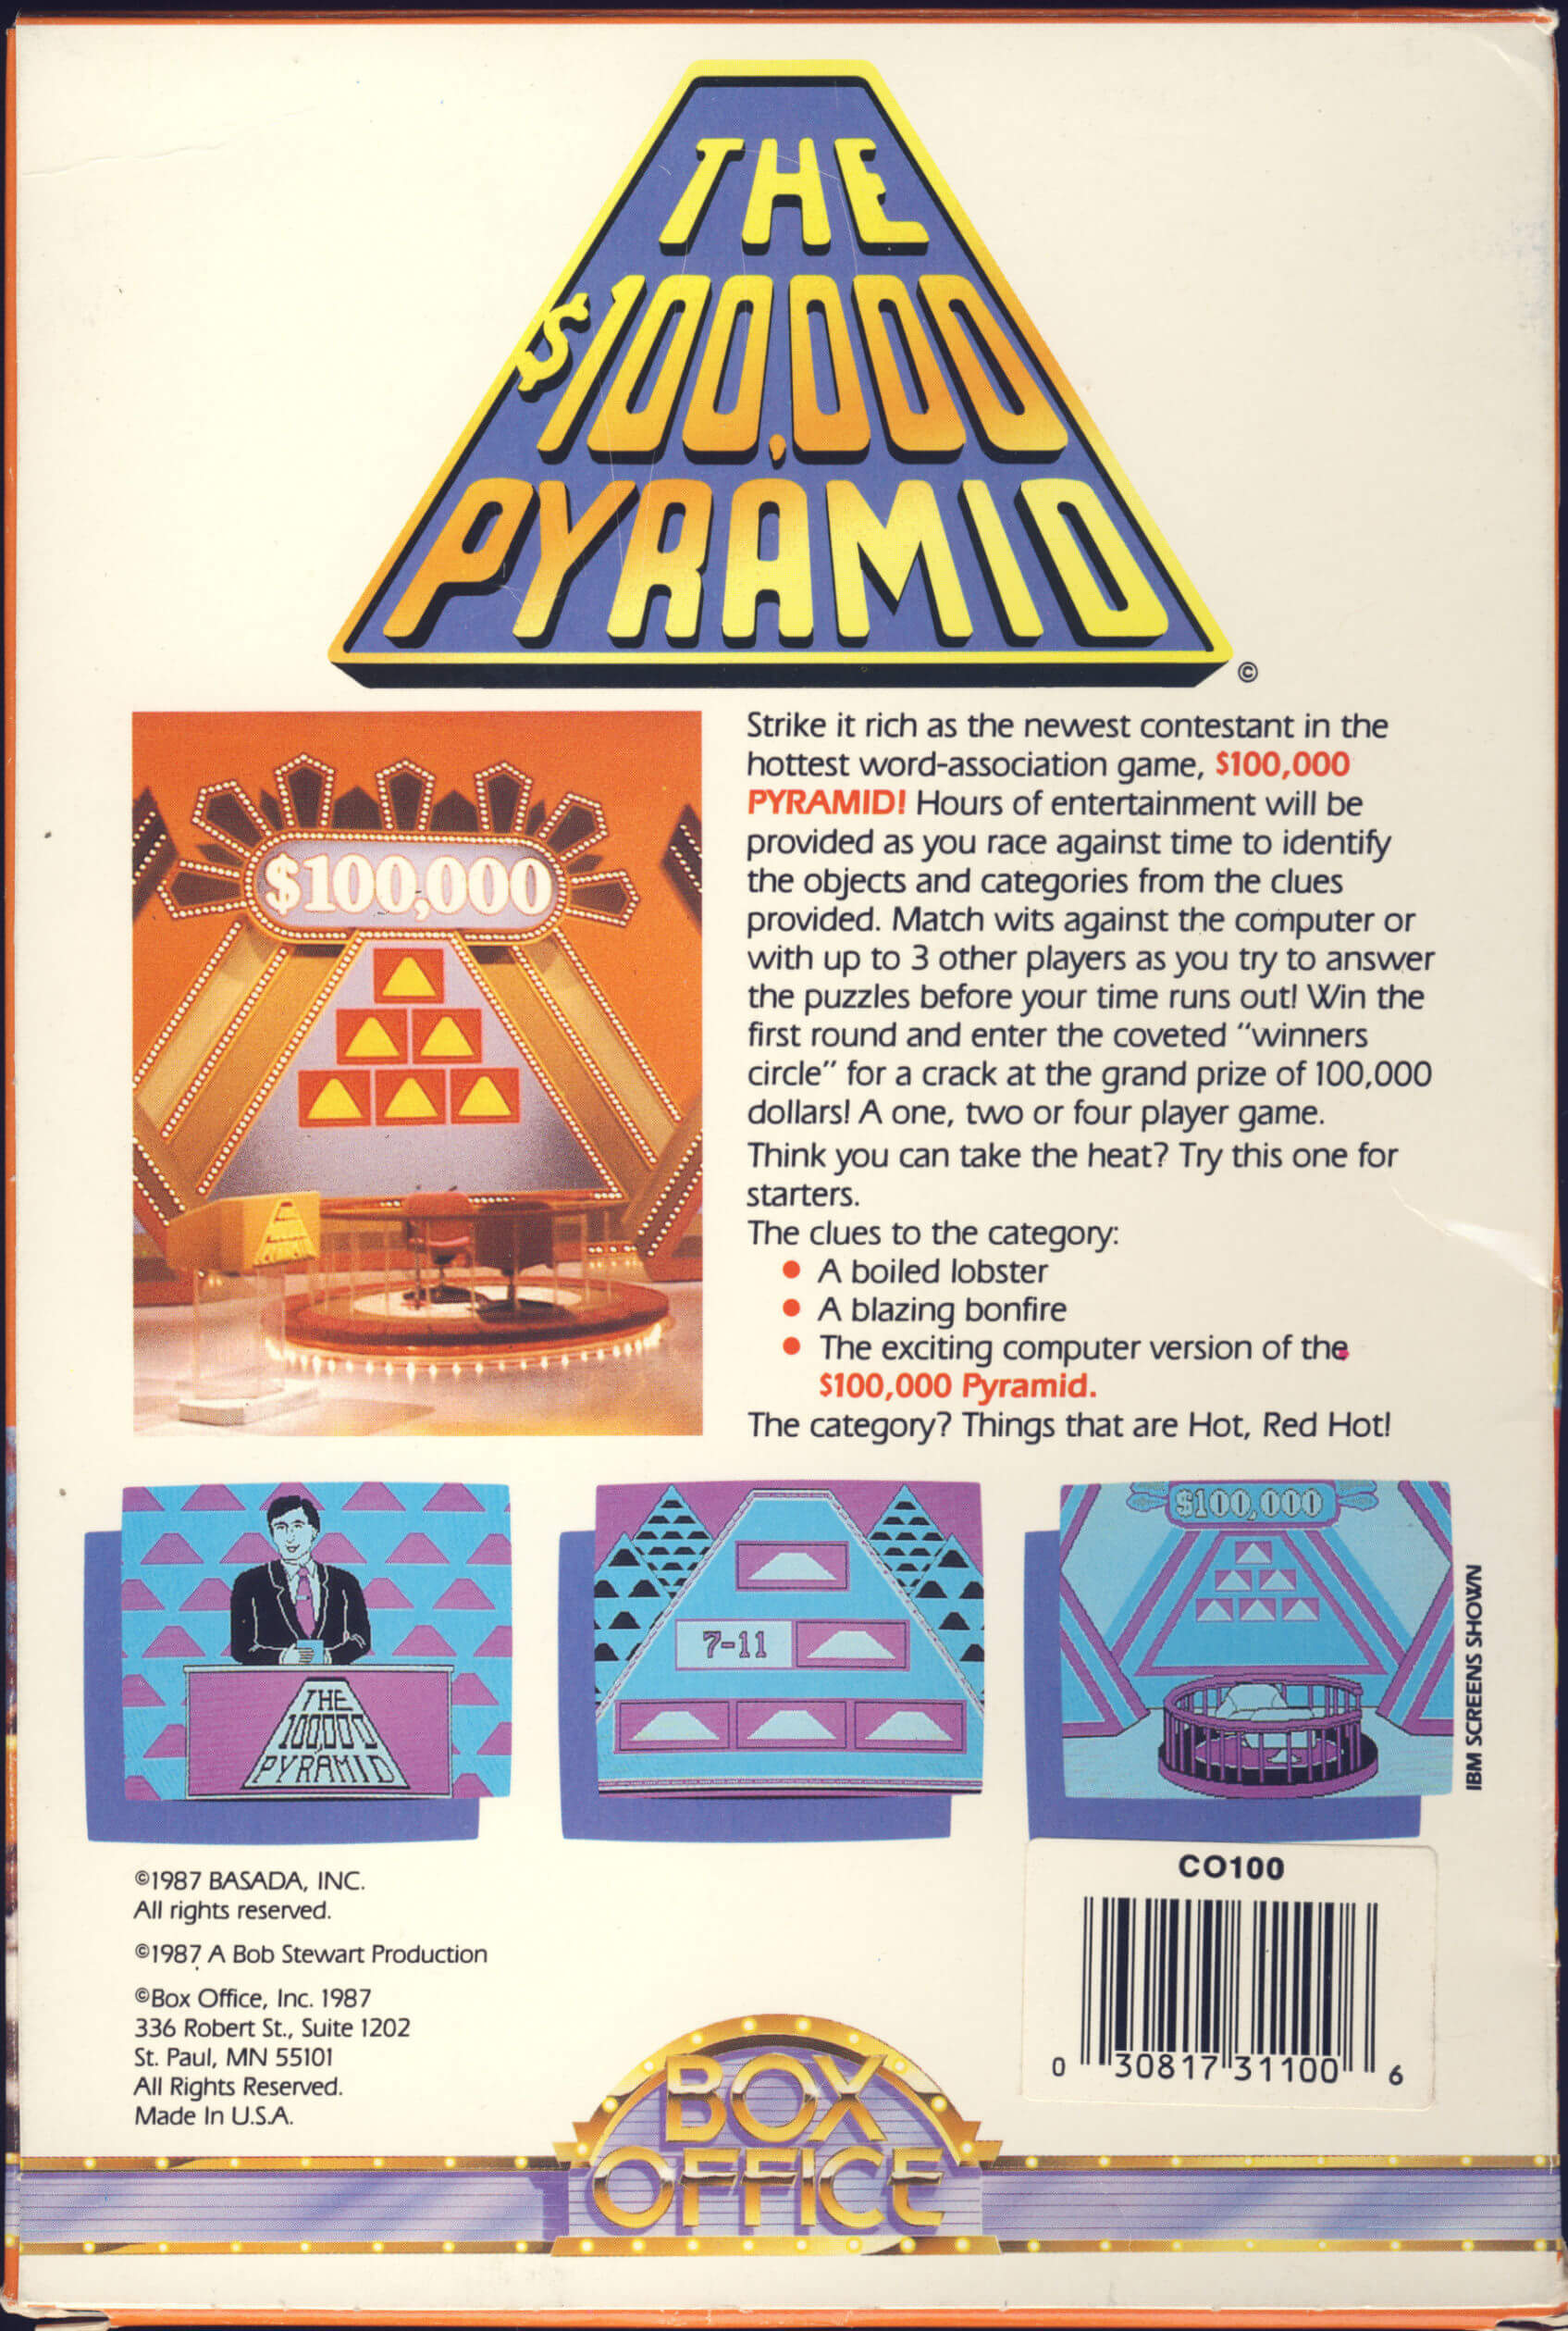 THE
$100,000
PYRAMID
©
Strike it rich as the newest contestant in the
hottest word-association game, $100,000
PYRAMID! Hours of entertainment will be
provided as you race against time to identify
the objects and categories from the clues
provided. Match wits against the computer or
with up to 3 other players as you try to answer
the puzzles before your time runs out! Win the
first round and enter the coveted "winners
circle" for a crack at the grand prize of 100,000
dollars! A one, two or four player game.
Think you can take the heat? Try this one for
starters.
The clues to the category:
• A boiled lobster
• A blazing bonfire
• The exciting computer version of the
$100,000 Pyramid.
The category? Things that are Hot, Red Hot!
$100,000
THE
100,000
PYRAMID
7-11
$100,000
IBM SCREENS SHOWN
©1987 BASADA, INC.
All rights reserved.
©1987 A Bob Stewart Production
©Box Office, Inc. 1987
336 Robert St., Suite 1202
St. Paul, MN 55101
All Rights Reserved.
Made In U.S.A.
CO100
0 30817 31100 6
BOX
OFFICE